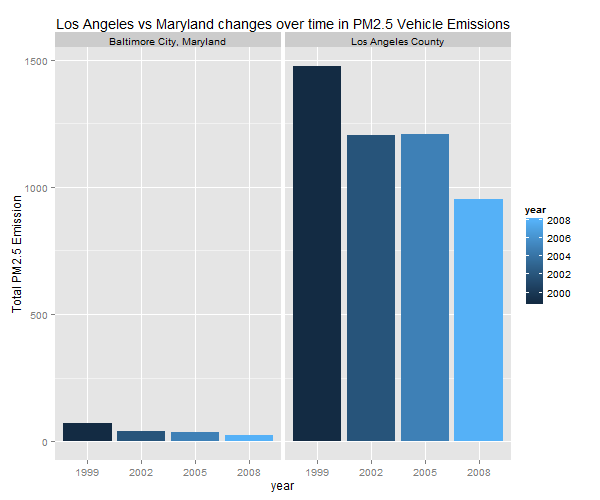 Los Angeles vs Maryland changes over time in PM2.5 Vehicle Emissions
Baltimore City, Maryland
Los Angeles County
1500
1000
500
0
Total PM2.5 Emission
1999 2002 2005 2008
1999 2002 2005 2008
year
year
2008
2006
2004
2002
2000